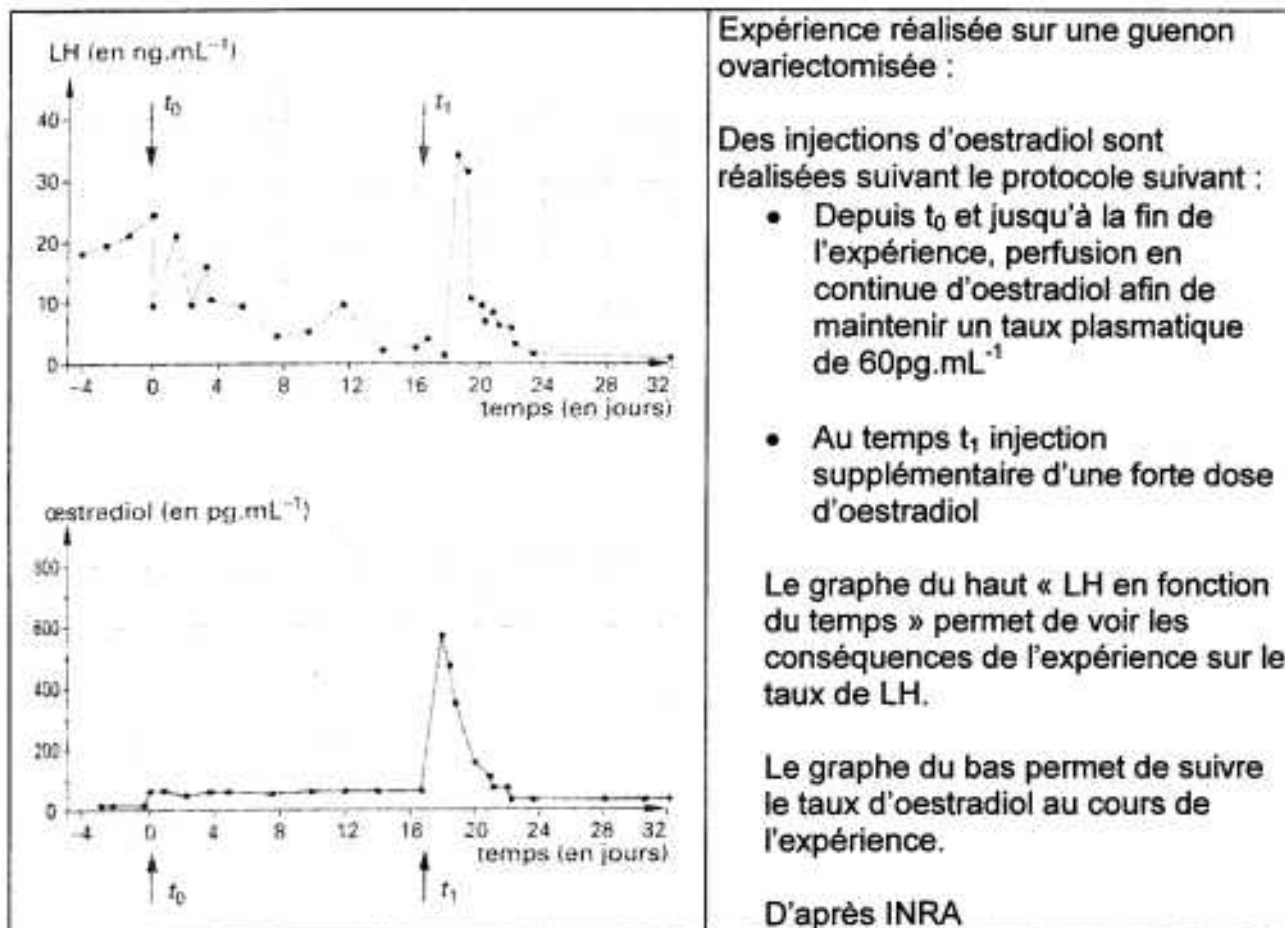 LH (en ng.mL⁻¹)
t₀
t₁
40
30
20
10
0
−4
0
4
8
12
16
20
24
28
32
temps (en jours)
œstradiol (en pg.mL⁻¹)
800
600
400
200
0
−4
0
4
8
12
16
20
24
28
32
temps (en jours)
t₀
t₁
Expérience réalisée sur une guenon
ovariectomisée :
Des injections d'oestradiol sont
réalisées suivant le protocole suivant :
• Depuis t₀ et jusqu'à la fin de
l'expérience, perfusion en
continue d'oestradiol afin de
maintenir un taux plasmatique
de 60pg.mL⁻¹
• Au temps t₁ injection
supplémentaire d'une forte dose
d'oestradiol
Le graphe du haut « LH en fonction
du temps » permet de voir les
conséquences de l'expérience sur le
taux de LH.
Le graphe du bas permet de suivre
le taux d'oestradiol au cours de
l'expérience.
D'après INRA